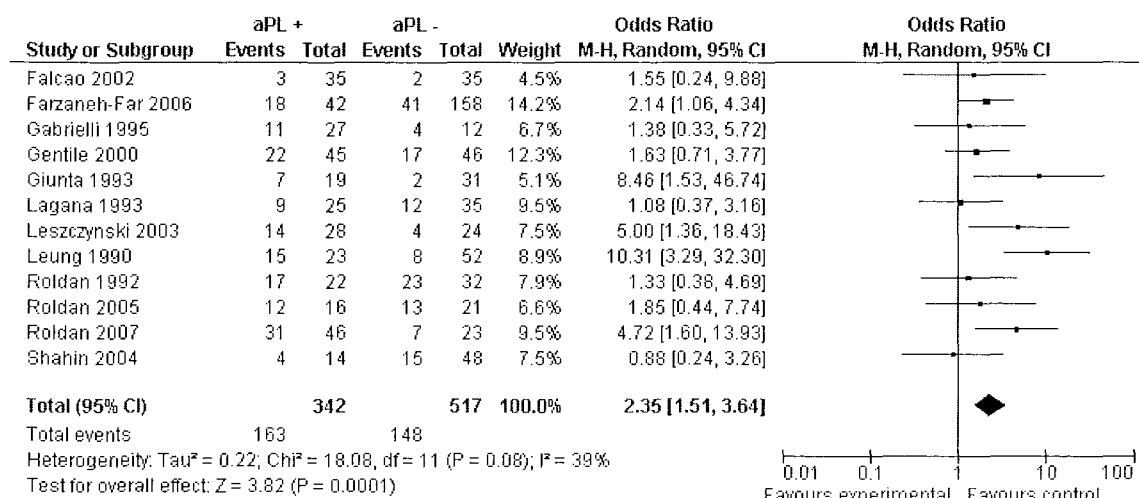 aPL + aPL - Odds Ratio Odds Ratio
Study or Subgroup Events Total Events Total Weight M-H, Random, 95% CI M-H, Random, 95% CI
Falcao 2002 3 35 2 35 4.5% 1.55 [0.24, 9.88]
Farzaneh-Far 2006 18 42 41 158 14.2% 2.14 [1.06, 4.34]
Gabrielli 1995 11 27 4 12 6.7% 1.38 [0.33, 5.72]
Gentile 2000 22 45 17 46 12.3% 1.63 [0.71, 3.77]
Giunta 1993 7 19 2 31 5.1% 8.46 [1.53, 46.74]
Lagana 1993 9 25 12 35 9.5% 1.08 [0.37, 3.16]
Leszczynski 2003 14 28 4 24 7.5% 5.00 [1.36, 18.43]
Leung 1990 15 23 8 52 8.9% 10.31 [3.29, 32.30]
Roldan 1992 17 22 23 32 7.9% 1.33 [0.38, 4.69]
Roldan 2005 12 16 13 21 6.6% 1.85 [0.44, 7.74]
Roldan 2007 31 46 7 23 9.5% 4.72 [1.60, 13.93]
Shahin 2004 4 14 15 48 7.5% 0.88 [0.24, 3.26]
Total (95% CI) 342 517 100.0% 2.35 [1.51, 3.64]
Total events 163 148
Heterogeneity: Tau² = 0.22; Chi² = 18.08, df = 11 (P = 0.08); I² = 39%
Test for overall effect: Z = 3.82 (P = 0.0001)
0.01 0.1 1 10 100
Favours experimental Favours control